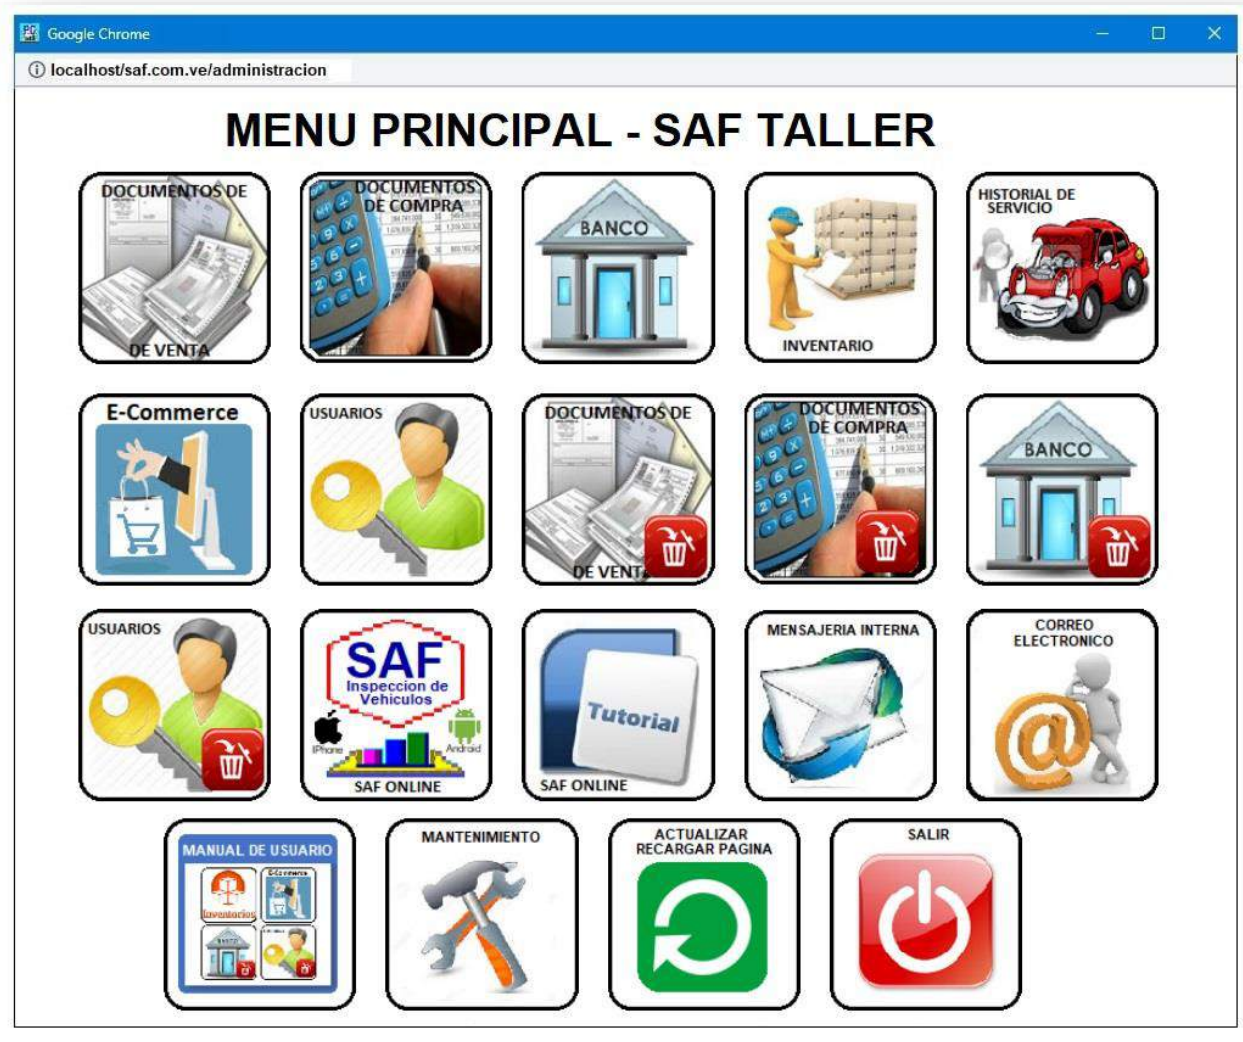 Google Chrome
localhost/saf.com.ve/administracion
MENU PRINCIPAL - SAF TALLER
DOCUMENTOS DE
DE VENTA
DOCUMENTOS
DE COMPRA
BANCO
INVENTARIO
HISTORIAL DE
SERVICIO
E-Commerce
USUARIOS
DOCUMENTOS DE
DE VENTA
DOCUMENTOS
DE COMPRA
BANCO
USUARIOS
SAF
Inspeccion de
Vehiculos
IPhone
Android
SAF ONLINE
Tutorial
SAF ONLINE
MENSAJERIA INTERNA
CORREO
ELECTRONICO
MANUAL DE USUARIO
Inventarios
E-Commerce
BANCO
MANTENIMIENTO
ACTUALIZAR
RECARGAR PAGINA
SALIR